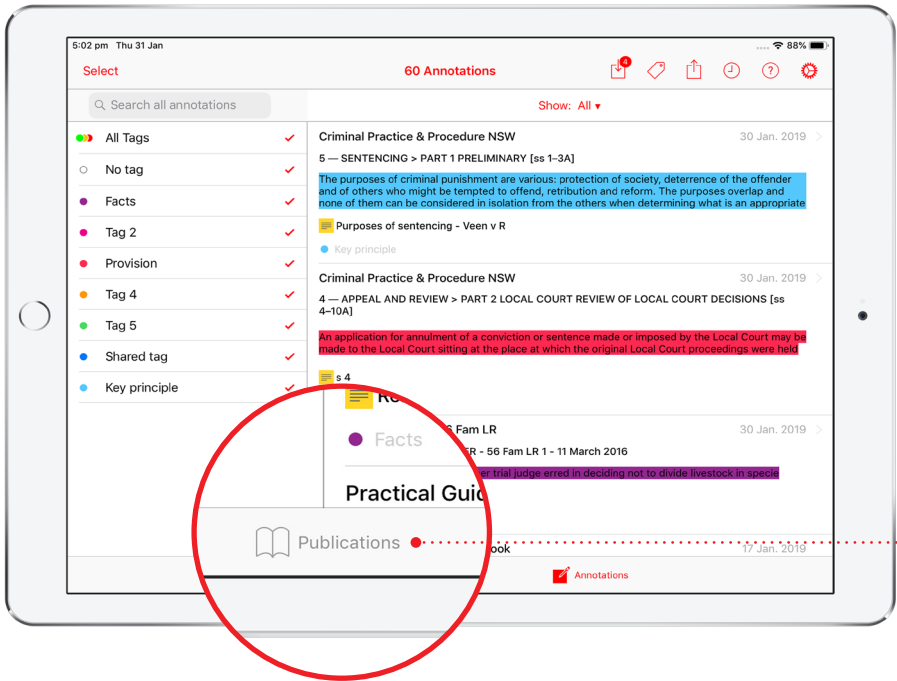 5:02 pm Thu 31 Jan
88%
Select
60 Annotations
4
?
Search all annotations
Show: All ▾
All Tags
No tag
Facts
Tag 2
Provision
Tag 4
Tag 5
Shared tag
Key principle
Criminal Practice & Procedure NSW
30 Jan. 2019
5 — SENTENCING > PART 1 PRELIMINARY [ss 1–3A]
The purposes of criminal punishment are various: protection of society, deterrence of the offender
and of others who might be tempted to offend, retribution and reform. The purposes overlap and
none of them can be considered in isolation from the others when determining what is an appropriate
Purposes of sentencing - Veen v R
Key principle
Criminal Practice & Procedure NSW
30 Jan. 2019
4 — APPEAL AND REVIEW > PART 2 LOCAL COURT REVIEW OF LOCAL COURT DECISIONS [ss
4–10A]
An application for annulment of a conviction or sentence made or imposed by the Local Court may be
made to the Local Court sitting at the place at which the original Local Court proceedings were held
s 4
Fam LR
30 Jan. 2019
- 56 Fam LR 1 - 11 March 2016
trial judge erred in deciding not to divide livestock in specie
Facts
Practical
17 Jan. 2019
Publications
Annotations